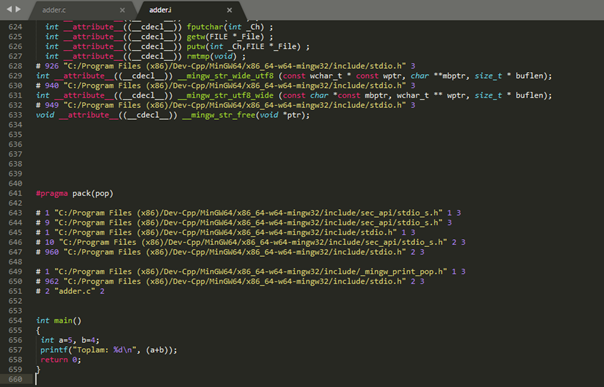 adder.c
adder.i
624 int __attribute__((__cdecl__)) fputchar(int _Ch) ;
625 int __attribute__((__cdecl__)) getw(FILE *_File) ;
626 int __attribute__((__cdecl__)) putw(int _Ch,FILE *_File) ;
627 int __attribute__((__cdecl__)) rmtmp(void) ;
628 # 926 "C:/Program Files (x86)/Dev-Cpp/MinGW64/x86_64-w64-mingw32/include/stdio.h" 3
629 int __attribute__((__cdecl__)) __mingw_str_wide_utf8 (const wchar_t * const wptr, char **mbptr, size_t * buflen);
630 # 940 "C:/Program Files (x86)/Dev-Cpp/MinGW64/x86_64-w64-mingw32/include/stdio.h" 3
631 int __attribute__((__cdecl__)) __mingw_str_utf8_wide (const char *const mbptr, wchar_t ** wptr, size_t * buflen);
632 # 949 "C:/Program Files (x86)/Dev-Cpp/MinGW64/x86_64-w64-mingw32/include/stdio.h" 3
633 void __attribute__((__cdecl__)) __mingw_str_free(void *ptr);
634
635
636
637
638
639
640
641 #pragma pack(pop)
642
643 # 1 "C:/Program Files (x86)/Dev-Cpp/MinGW64/x86_64-w64-mingw32/include/sec_api/stdio_s.h" 1 3
644 # 9 "C:/Program Files (x86)/Dev-Cpp/MinGW64/x86_64-w64-mingw32/include/sec_api/stdio_s.h" 3
645 # 1 "C:/Program Files (x86)/Dev-Cpp/MinGW64/x86_64-w64-mingw32/include/stdio.h" 1 3
646 # 10 "C:/Program Files (x86)/Dev-Cpp/MinGW64/x86_64-w64-mingw32/include/sec_api/stdio_s.h" 2 3
647 # 960 "C:/Program Files (x86)/Dev-Cpp/MinGW64/x86_64-w64-mingw32/include/stdio.h" 2 3
648
649 # 1 "C:/Program Files (x86)/Dev-Cpp/MinGW64/x86_64-w64-mingw32/include/_mingw_print_pop.h" 1 3
650 # 962 "C:/Program Files (x86)/Dev-Cpp/MinGW64/x86_64-w64-mingw32/include/stdio.h" 2 3
651 # 2 "adder.c" 2
652
653
654 int main()
655 {
656 int a=5, b=4;
657 printf("Toplam: %d\n", (a+b));
658 return 0;
659 }
660